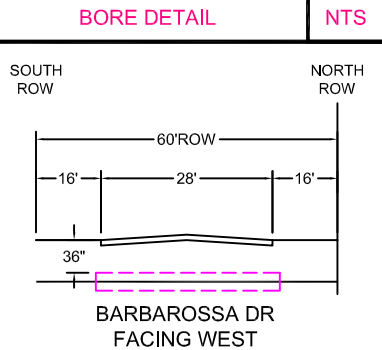 BORE DETAIL
NTS
SOUTH
ROW
NORTH
ROW
60'ROW
16'
28'
16'
36"
BARBAROSSA DR
FACING WEST